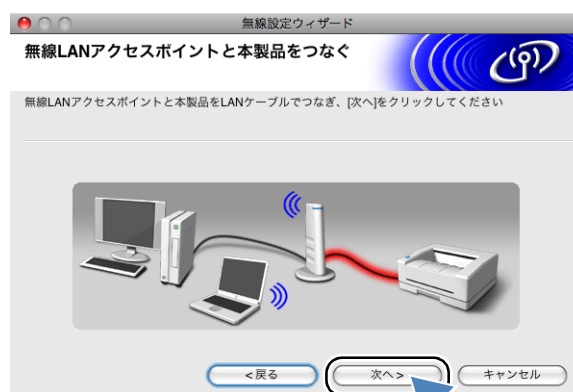 無線設定ウィザード
無線LANアクセスポイントと本製品をつなぐ
無線LANアクセスポイントと本製品をLANケーブルでつなぎ、[次へ]をクリックしてください
<戻る
次へ>
キャンセル